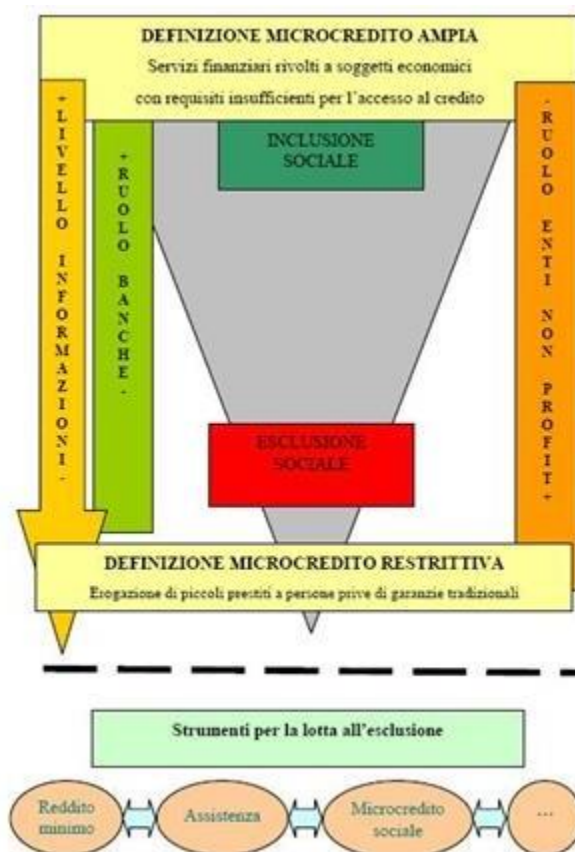 DEFINIZIONE MICROCREDITO AMPIA
Servizi finanziari rivolti a soggetti economici
con requisiti insufficienti per l'accesso al credito
+LIVELLO INFORMAZIONI-
+RUOLO BANCHE-
INCLUSIONE
SOCIALE
-RUOLO ENTI NON PROFIT+
ESCLUSIONE
SOCIALE
DEFINIZIONE MICROCREDITO RESTRITTIVA
Erogazione di piccoli prestiti a persone prive di garanzie tradizionali
Strumenti per la lotta all'esclusione
Reddito
minimo
Assistenza
Microcredito
sociale
...